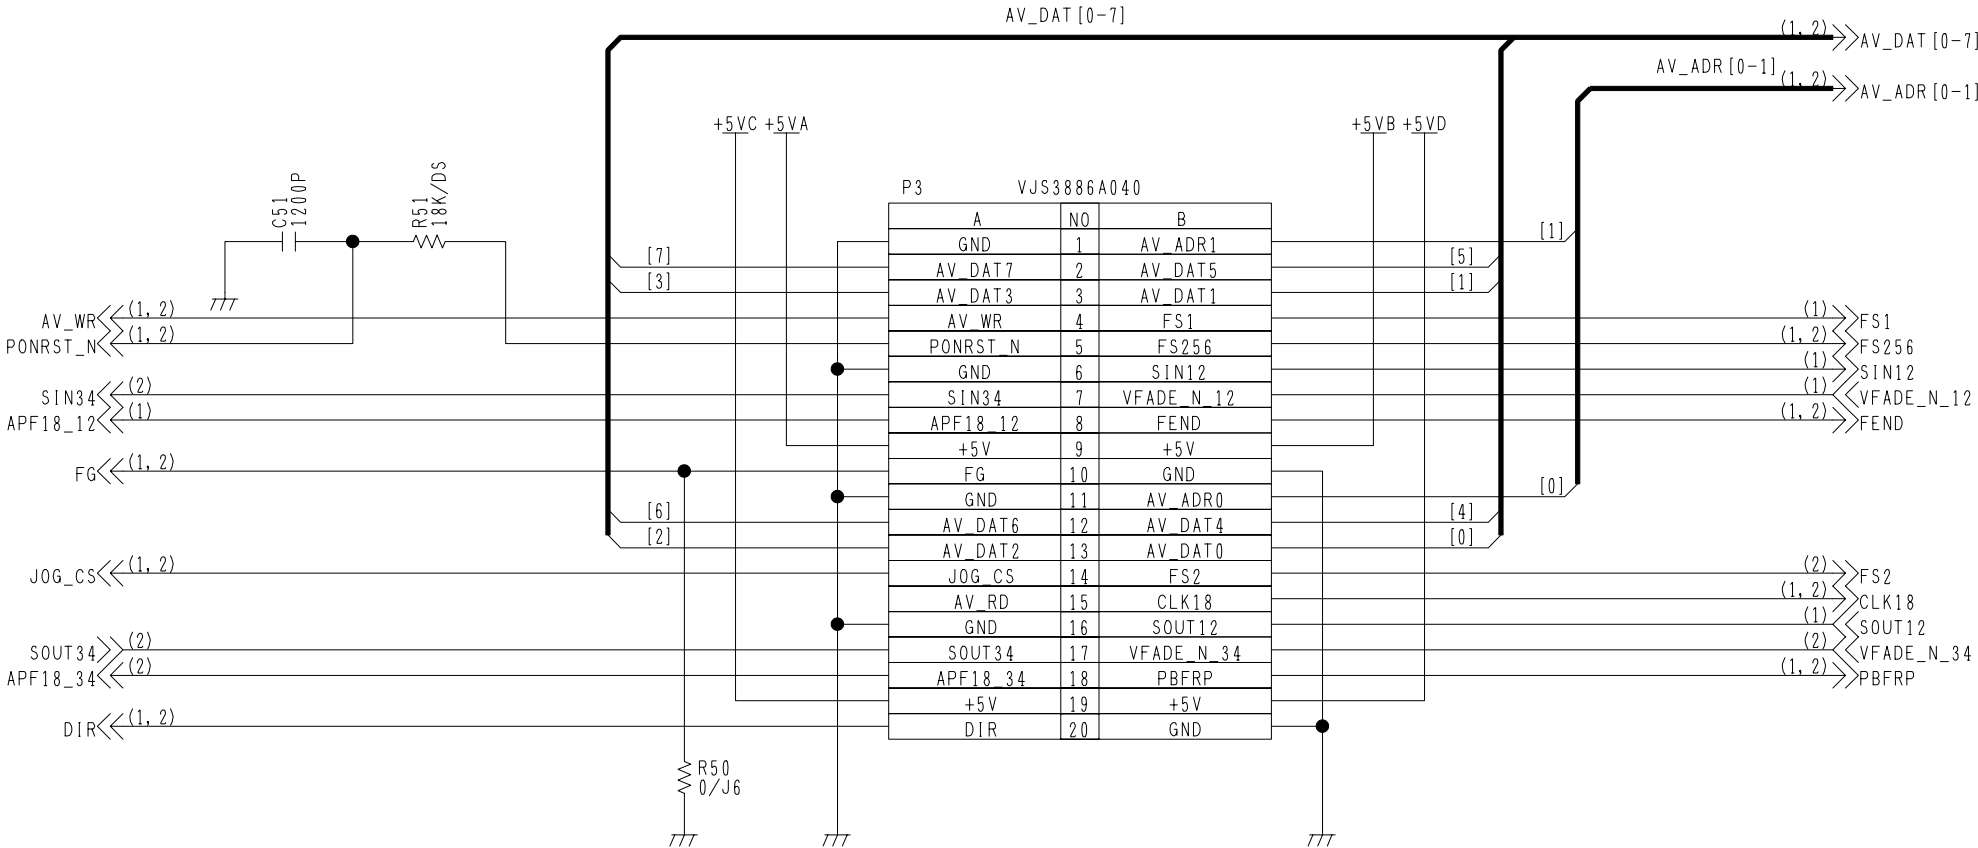 AV_DAT[0-7]
(1, 2) AV_DAT[0-7]
AV_ADR[0-1]
(1, 2) AV_ADR[0-1]
+5VC +5VA
+5VB +5VD
C51
1200P
R51
18K/DS
P3 VJS3886A040
A NO B
GND 1 AV_ADR1 [1]
[7] AV_DAT7 2 AV_DAT5 [5]
[3] AV_DAT3 3 AV_DAT1 [1]
AV_WR (1, 2) AV_WR 4 FS1 (1) FS1
PONRST_N (1, 2) PONRST_N 5 FS256 (1, 2) FS256
GND 6 SIN12 (1) SIN12
SIN34 (2) SIN34 7 VFADE_N_12 (1) VFADE_N_12
APF18_12 (1) APF18_12 8 FEND (1, 2) FEND
+5V 9 +5V
FG (1, 2) FG 10 GND
GND 11 AV_ADR0 [0]
[6] AV_DAT6 12 AV_DAT4 [4]
[2] AV_DAT2 13 AV_DAT0 [0]
JOG_CS (1, 2) JOG_CS 14 FS2 (2) FS2
AV_RD 15 CLK18 (1, 2) CLK18
GND 16 SOUT12 (1) SOUT12
SOUT34 (2) SOUT34 17 VFADE_N_34 (2) VFADE_N_34
APF18_34 (2) APF18_34 18 PBFRP (1, 2) PBFRP
+5V 19 +5V
DIR (1, 2) DIR 20 GND
R50
0/J6